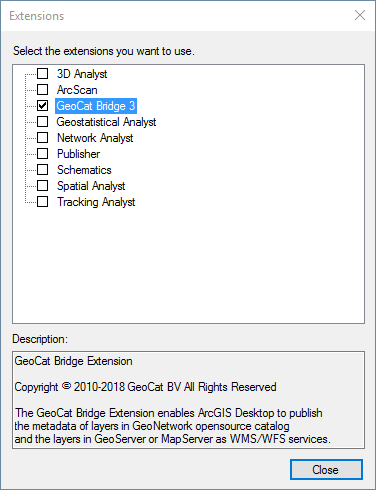 Extensions
Select the extensions you want to use.
3D Analyst
ArcScan
GeoCat Bridge 3
Geostatistical Analyst
Network Analyst
Publisher
Schematics
Spatial Analyst
Tracking Analyst
Description:
GeoCat Bridge Extension
Copyright © 2010-2018 GeoCat BV All Rights Reserved
The GeoCat Bridge Extension enables ArcGIS Desktop to publish
the metadata of layers in GeoNetwork opensource catalog
and the layers in GeoServer or MapServer as WMS/WFS services.
Close